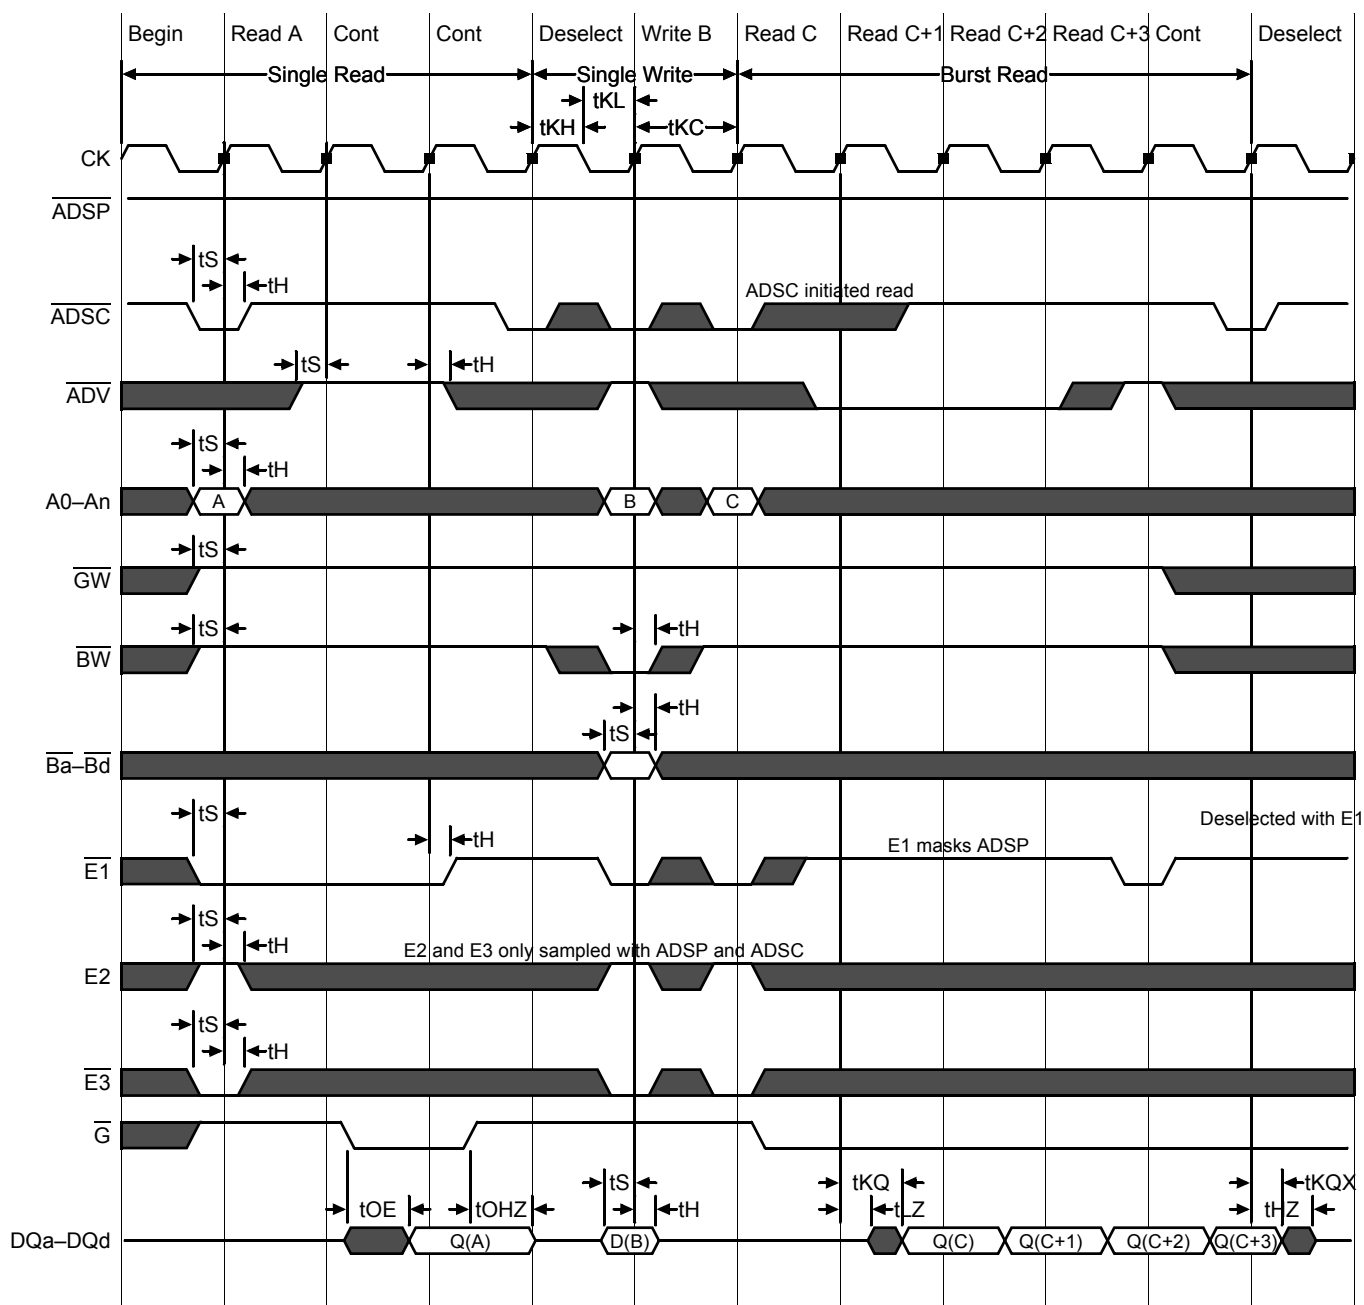 Begin Read A Cont Cont Deselect Write B Read C Read C+1 Read C+2 Read C+3 Cont Deselect
Single Read Single Write Burst Read
tKL
tKH tKC
CK
ADSP
tS
tH
ADSC initiated read
ADSC
tS tH
ADV
tS
tH
A0–An A B C
tS
GW
tS tH
BW
tH
tS
Ba–Bd
tS
Deselected with E1
tH
E1 masks ADSP
E1
tS
tH
E2 and E3 only sampled with ADSP and ADSC
E2
tS
tH
E3
G
tS tKQ tKQX
tOE tOHZ tH tLZ tHZ
DQa–DQd Q(A) D(B) Q(C) Q(C+1) Q(C+2) Q(C+3)